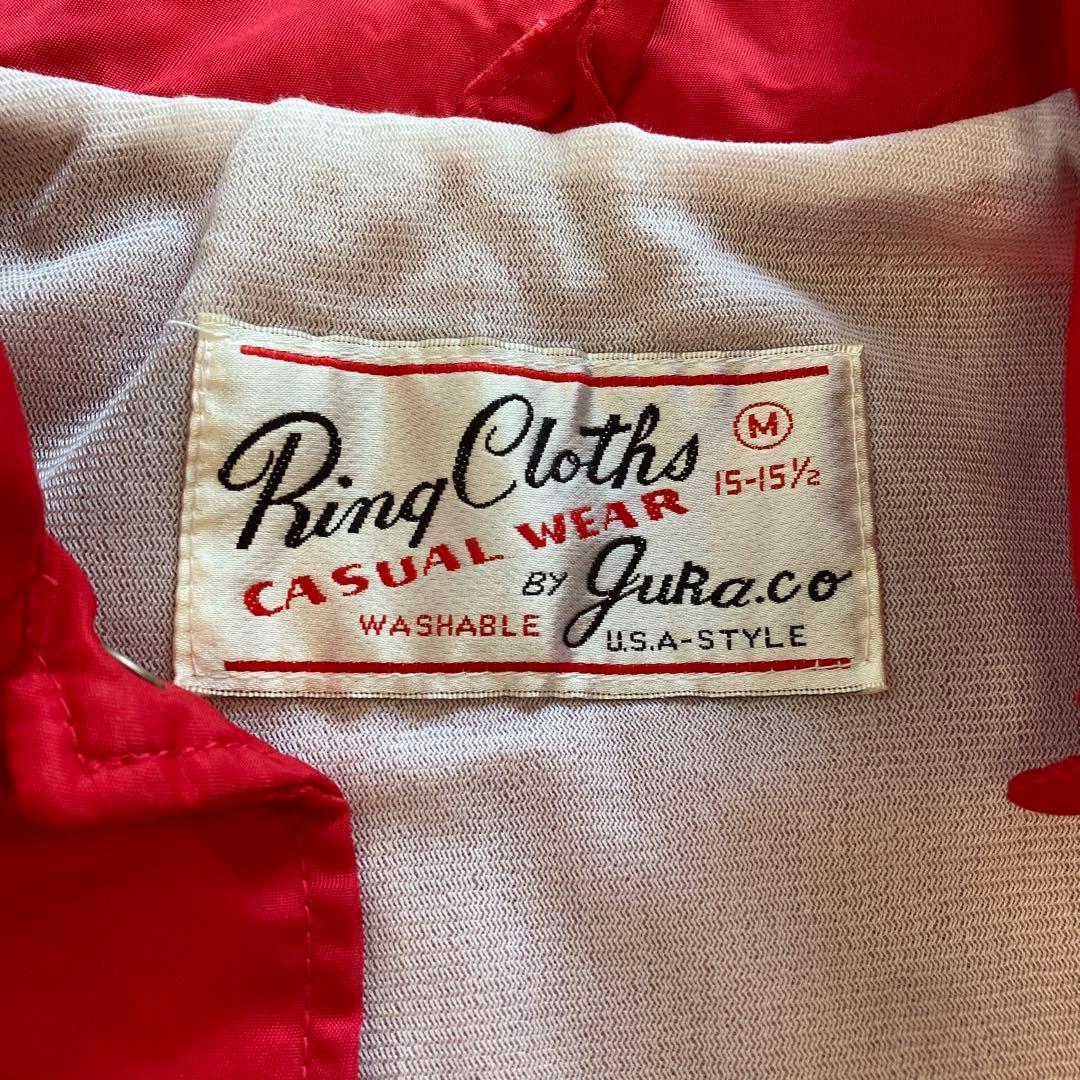 Ring Cloths
M
15-15½
CASUAL WEAR
BY JuRa.co
WASHABLE
U.S.A-STYLE